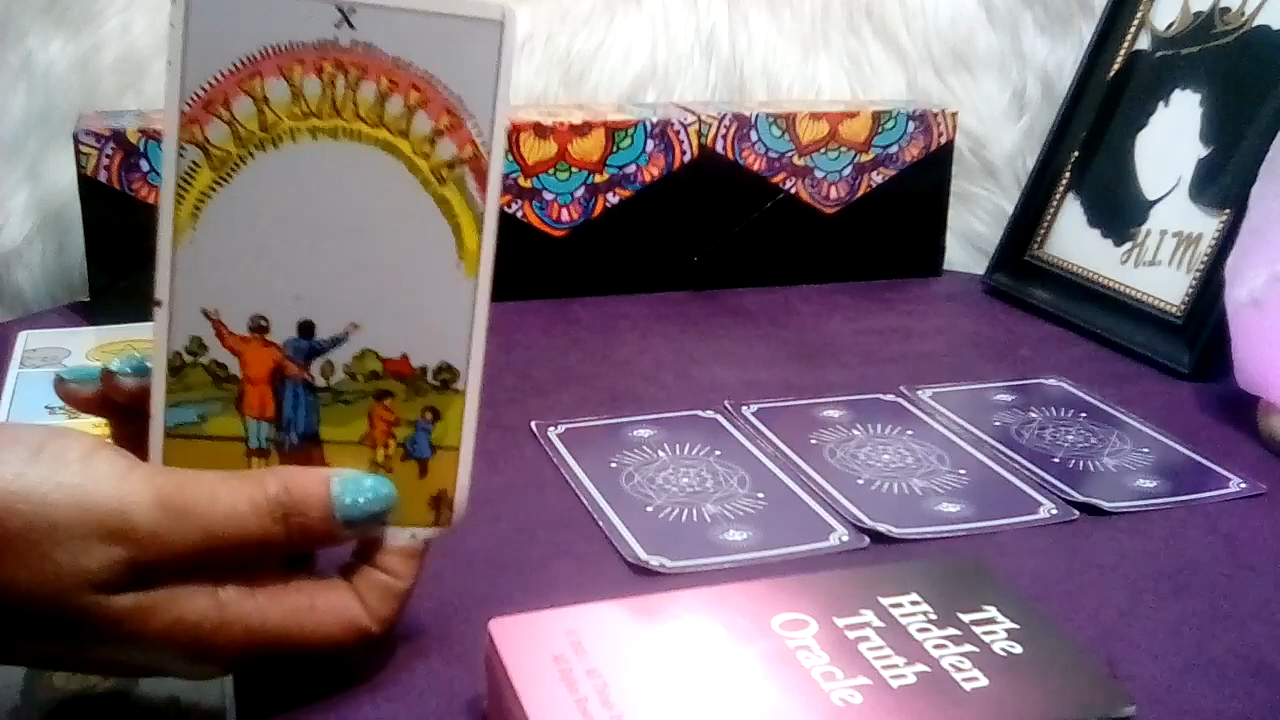 X
H.I.M
The
Hidden
Truth
Oracle